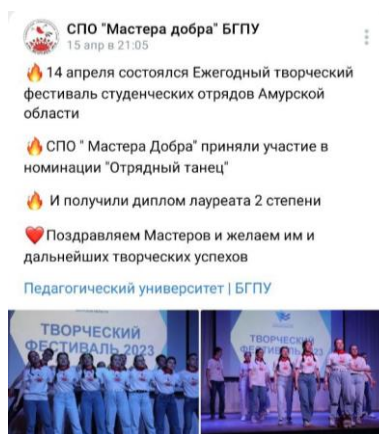 СПО "Мастера добра" БГПУ
15 апр в 21:05
🔥14 апреля состоялся Ежегодный творческий
фестиваль студенческих отрядов Амурской
области
🔥СПО " Мастера Добра" приняли участие в
номинации "Отрядный танец"
🔥 И получили диплом лауреата 2 степени
❤️Поздравляем Мастеров и желаем им и
дальнейших творческих успехов
Педагогический университет | БГПУ
ТВОРЧЕСКИЙ
ФЕСТИВАЛЬ 2023
ТВОРЧЕСКИЙ